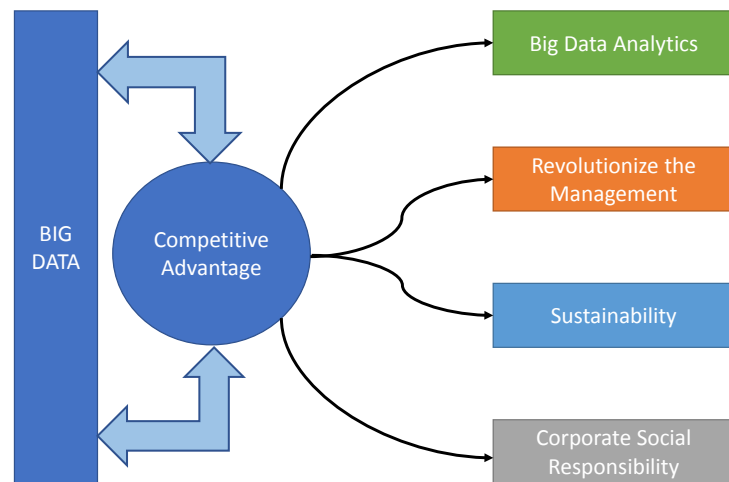 BIG
DATA
Competitive
Advantage
Big Data Analytics
Revolutionize the
Management
Sustainability
Corporate Social
Responsibility